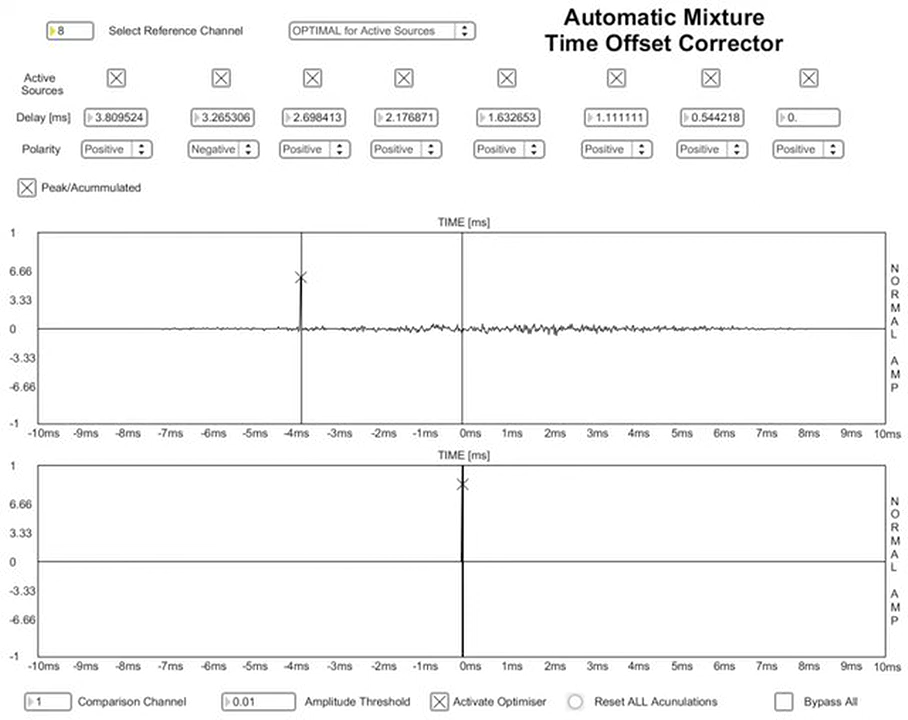 Automatic Mixture
Time Offset Corrector
8 Select Reference Channel OPTIMAL for Active Sources
Active
Sources
Delay [ms] 3.809524 3.265306 2.698413 2.176871 1.632653 1.111111 0.544218 0.
Polarity Positive Negative Positive Positive Positive Positive Positive Positive
Peak/Acummulated
TIME [ms]
1
6.66
3.33
0
-3.33
-6.66
-1
NORMAL AMP
-10ms -9ms -8ms -7ms -6ms -5ms -4ms -3ms -2ms -1ms 0ms 1ms 2ms 3ms 4ms 5ms 6ms 7ms 8ms 9ms 10ms
TIME [ms]
1
6.66
3.33
0
-3.33
-6.66
-1
NORMAL AMP
-10ms -9ms -8ms -7ms -6ms -5ms -4ms -3ms -2ms -1ms 0ms 1ms 2ms 3ms 4ms 5ms 6ms 7ms 8ms 9ms 10ms
1 Comparison Channel 0.01 Amplitude Threshold Activate Optimiser Reset ALL Acunulations Bypass All